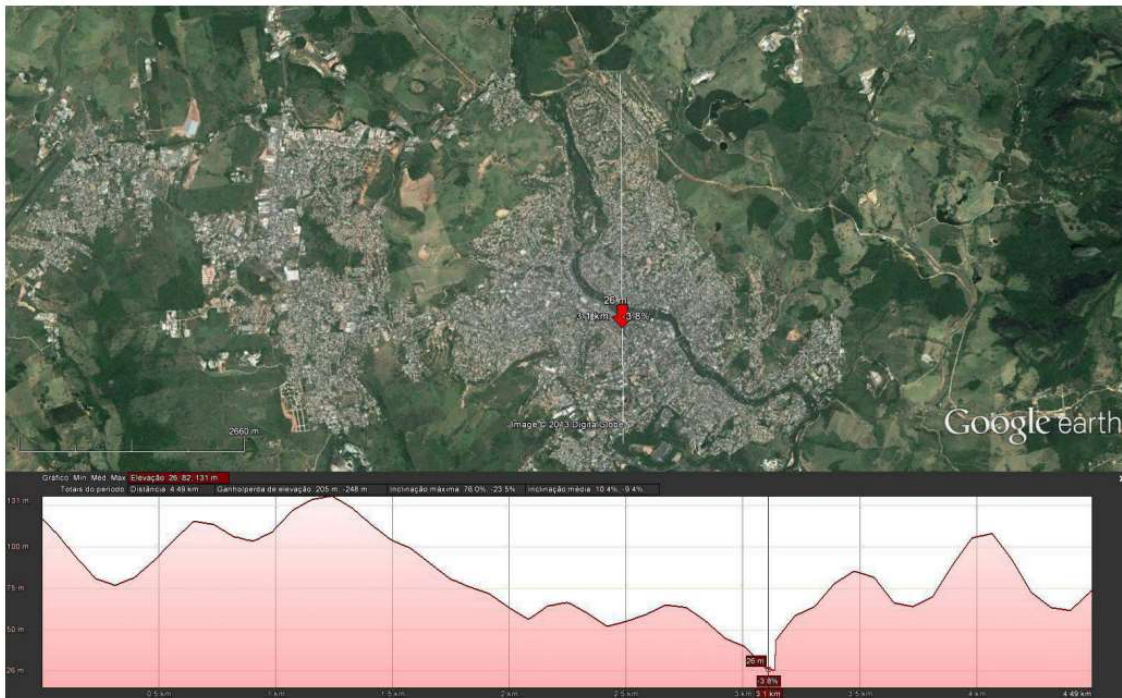 26 m
3.1 km -3.8%
2660 m
Image © 2013 DigitalGlobe
Google earth
Gráfico Mín Méd Máx Elevação 26, 82, 131 m
Totais do período Distância 4.49 km Ganho/perda de elevação 205 m, -248 m Inclinação máxima 76.0%, -23.5% Inclinação média 10.4%, -9.4%
131 m
100 m
75 m
50 m
26 m
26 m
-3.8%
0.5 km 1 km 1.5 km 2 km 2.5 km 3 km 3.1 km 3.5 km 4 km 4.49 km